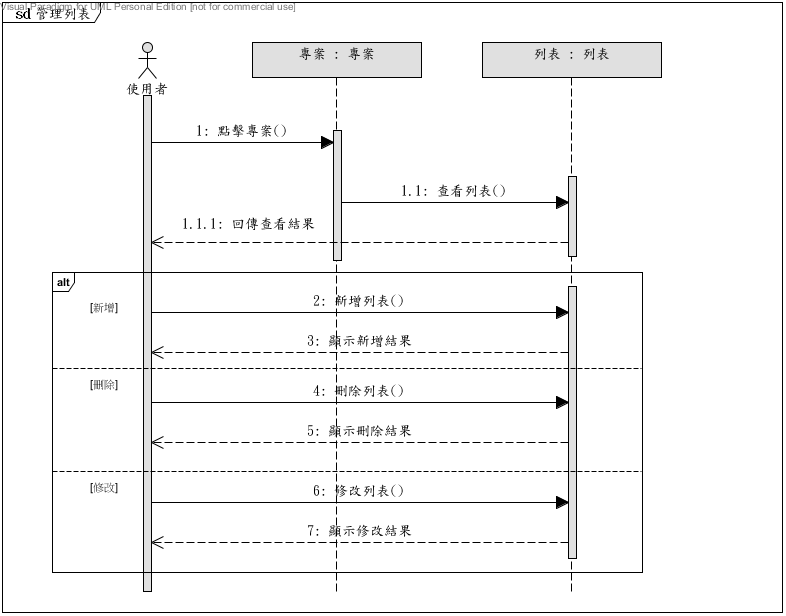 Visual Paradigm for UML Personal Edition [not for commercial use]
sd 管理列表
專案 : 專案
列表 : 列表
使用者
1: 點擊專案()
1.1: 查看列表()
1.1.1: 回傳查看結果
alt
[新增]
2: 新增列表()
3: 顯示新增結果
[刪除]
4: 刪除列表()
5: 顯示刪除結果
[修改]
6: 修改列表()
7: 顯示修改結果